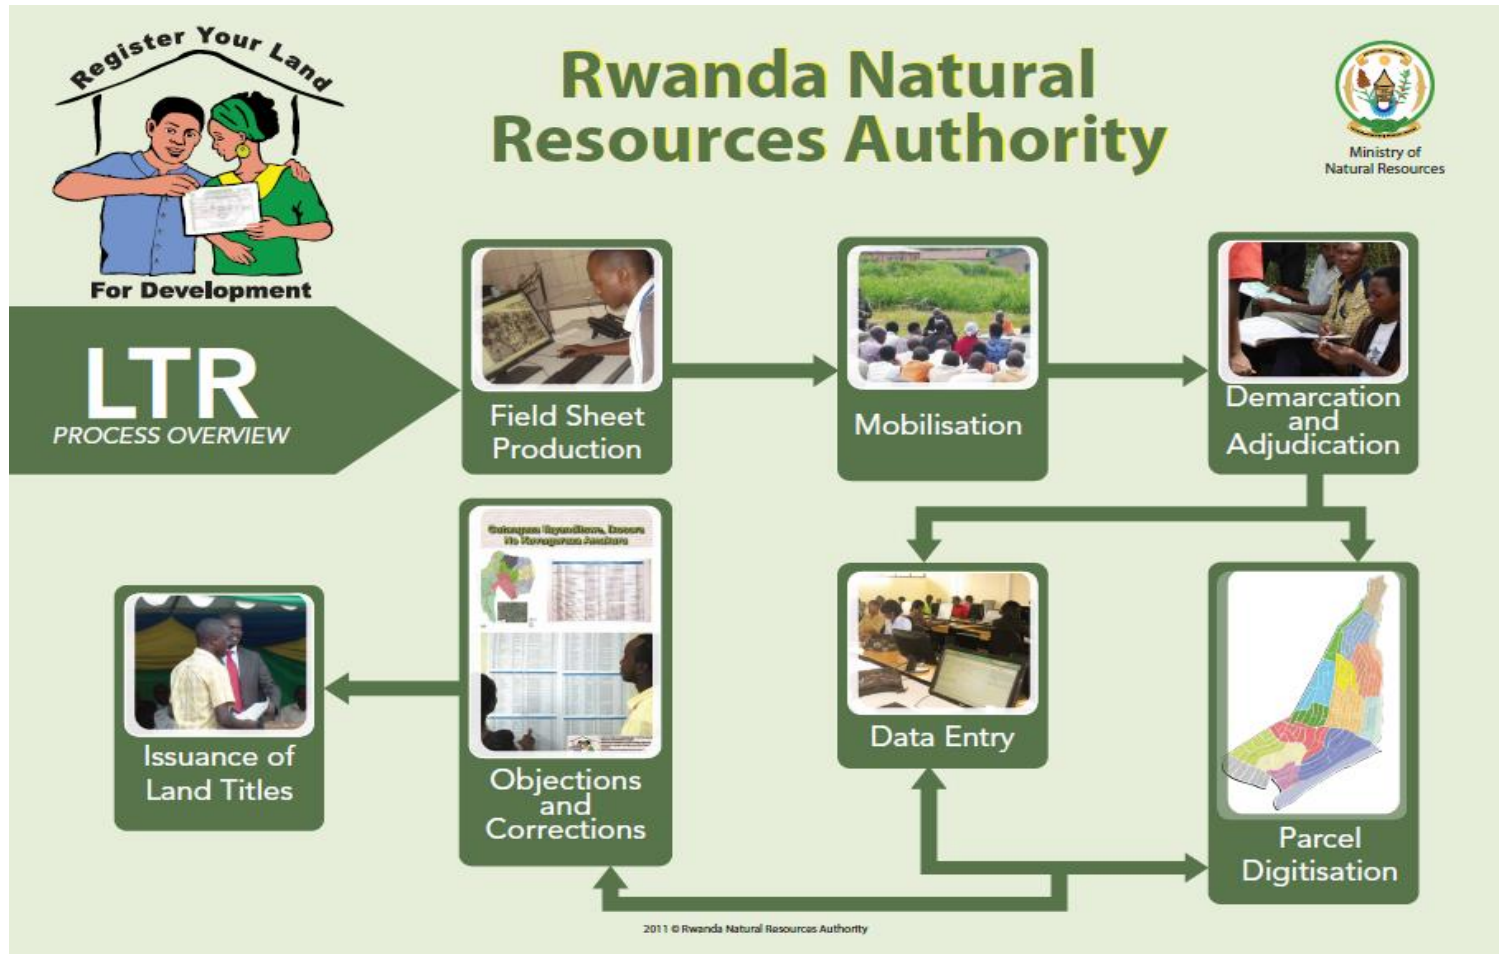 Register Your Land
For Development
Rwanda Natural
Resources Authority
Ministry of
Natural Resources
LTR
PROCESS OVERVIEW
Field Sheet
Production
Mobilisation
Demarcation
and
Adjudication
Data Entry
Parcel
Digitisation
Objections
and
Corrections
Issuance of
Land Titles
2011 © Rwanda Natural Resources Authority